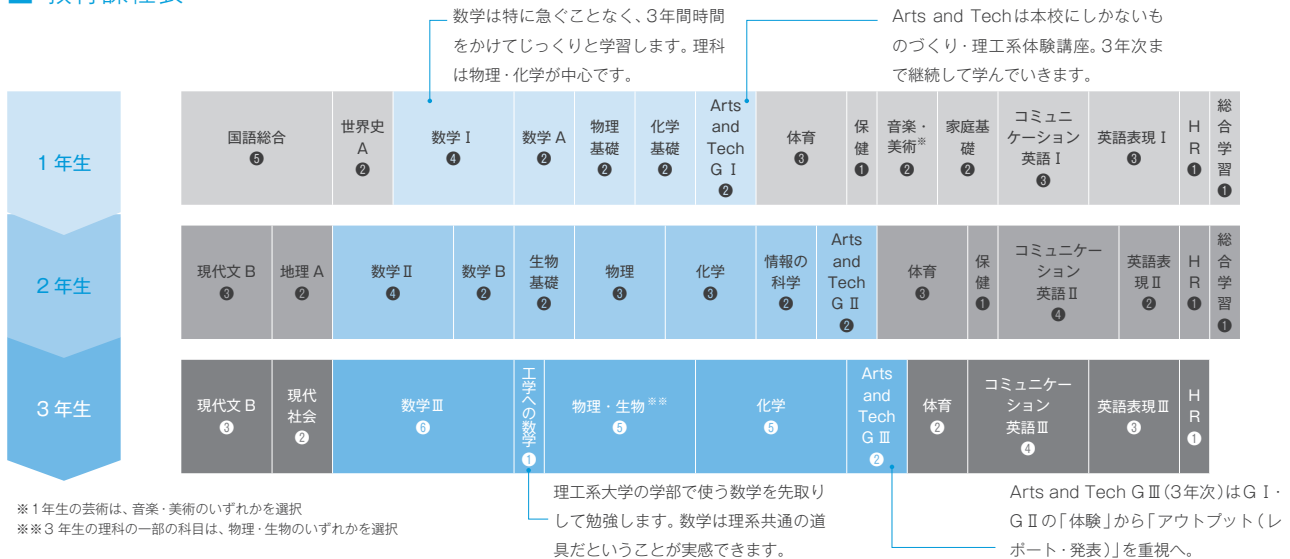 数学は特に急ぐことなく、3年間時間
をかけてじっくりと学習します。理科
は物理・化学が中心です。
Arts and Techは本校にしかないも
のづくり・理工系体験講座。3年次ま
で継続して学んでいきます。
1年生
国語総合
❺
世界史
A
❷
数学Ⅰ
❹
数学A
❷
物理
基礎
❷
化学
基礎
❷
Arts
and
Tech
G Ⅰ
❷
体育
❸
保
健
❶
音楽・
美術※
❷
家庭基
礎
❷
コミュニ
ケーション
英語Ⅰ
❸
英語表現Ⅰ
❸
H
R
❶
総
合
学
習
❶
2年生
現代文B
❸
地理A
❷
数学Ⅱ
❹
数学B
❷
生物
基礎
❷
物理
❸
化学
❸
情報の
科学
❷
Arts
and
Tech
G Ⅱ
❷
体育
❸
保
健
❶
コミュニケー
ション
英語Ⅱ
❹
英語表
現Ⅱ
❷
H
R
❶
総
合
学
習
❶
3年生
現代文B
❸
現代
社会
❷
数学Ⅲ
❻
工学への数学
❶
物理・生物※※
❺
化学
❺
Arts
and
Tech
G Ⅲ
❷
体育
❷
コミュニケー
ション
英語Ⅲ
❹
英語表現Ⅲ
❸
H
R
❶
※1年生の芸術は、音楽・美術のいずれかを選択
※※3年生の理科の一部の科目は、物理・生物のいずれかを選択
理工系大学の学部で使う数学を先取り
して勉強します。数学は理系共通の道
具だということが実感できます。
Arts and Tech G Ⅲ(3年次)はG Ⅰ・
G Ⅱの「体験」から「アウトプット(レ
ポート・発表)」を重視へ。